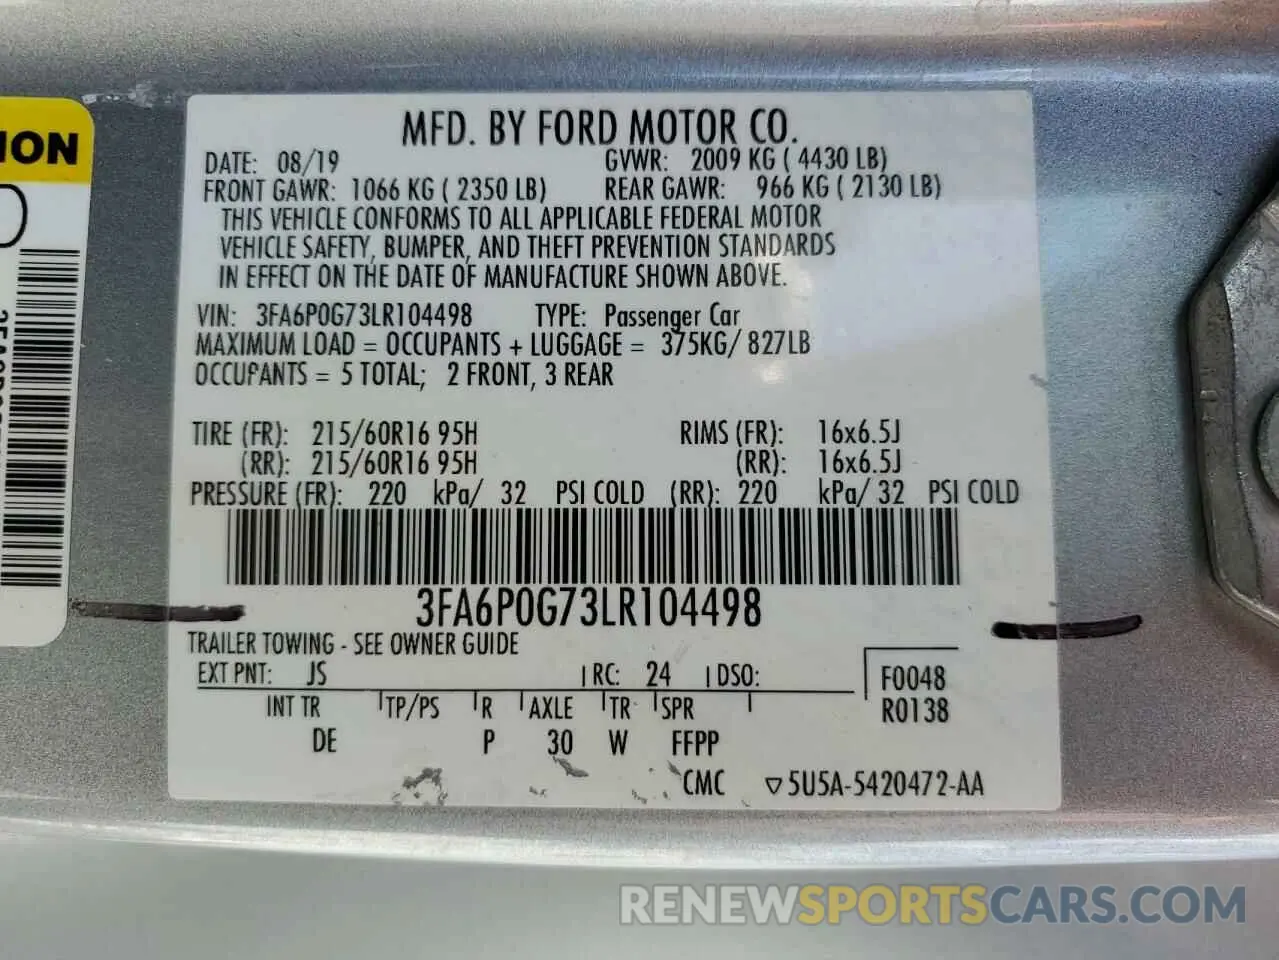 ION
MFD. BY FORD MOTOR CO.
DATE: 08/19 GVWR: 2009 KG ( 4430 LB)
FRONT GAWR: 1066 KG ( 2350 LB) REAR GAWR: 966 KG ( 2130 LB)
THIS VEHICLE CONFORMS TO ALL APPLICABLE FEDERAL MOTOR
VEHICLE SAFETY, BUMPER, AND THEFT PREVENTION STANDARDS
IN EFFECT ON THE DATE OF MANUFACTURE SHOWN ABOVE.
VIN: 3FA6P0G73LR104498 TYPE: Passenger Car
MAXIMUM LOAD = OCCUPANTS + LUGGAGE = 375KG/ 827LB
OCCUPANTS = 5 TOTAL; 2 FRONT, 3 REAR
TIRE (FR): 215/60R16 95H RIMS (FR): 16x6.5J
(RR): 215/60R16 95H (RR): 16x6.5J
PRESSURE (FR): 220 kPa/ 32 PSI COLD (RR): 220 kPa/ 32 PSI COLD
3FA6P0G73LR104498
TRAILER TOWING - SEE OWNER GUIDE
EXT PNT: JS RC: 24 DSO: F0048
INT TR TP/PS R AXLE TR SPR R0138
DE P 30 W FFPP
CMC ▽5U5A-5420472-AA
RENEWSPORTSCARS.COM